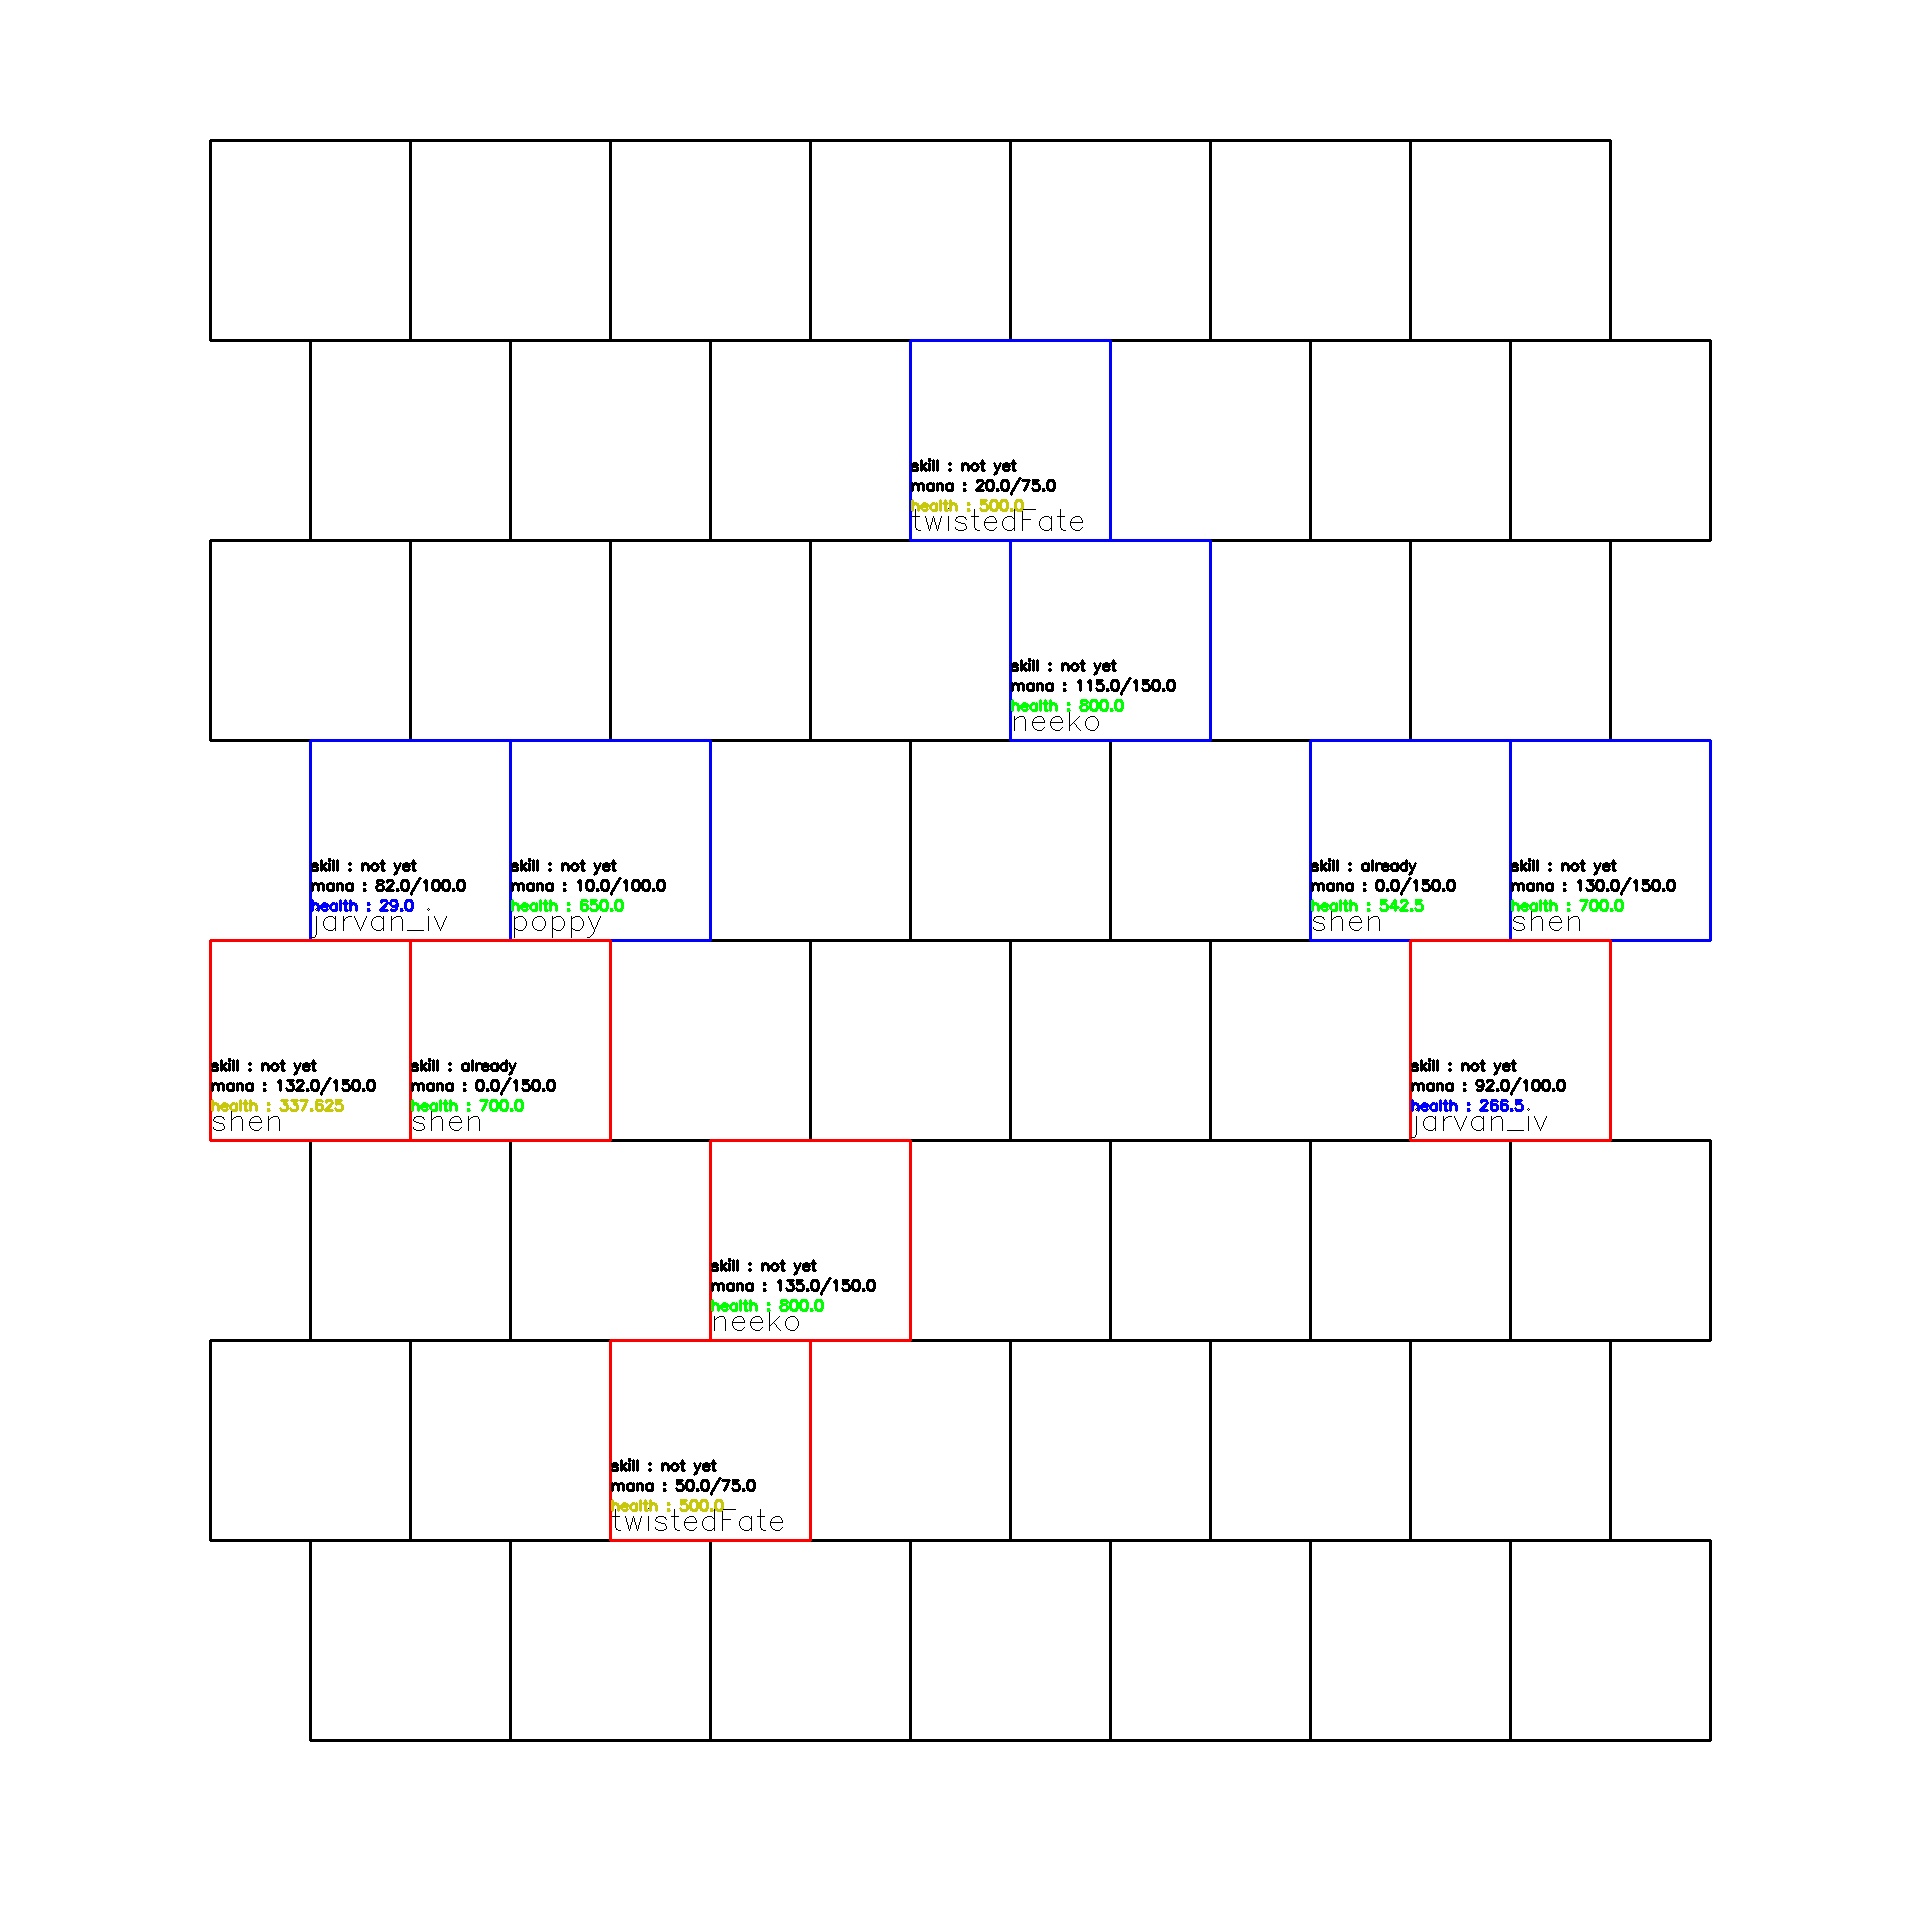 skill : not yet
mana : 20.0/75.0
health : 500.0
twistedFate
skill : not yet
mana : 115.0/150.0
health : 800.0
neeko
skill : not yet
mana : 82.0/100.0
health : 29.0
jarvan_iv
skill : not yet
mana : 10.0/100.0
health : 650.0
poppy
skill : already
mana : 0.0/150.0
health : 542.5
shen
skill : not yet
mana : 130.0/150.0
health : 700.0
shen
skill : not yet
mana : 132.0/150.0
health : 337.625
shen
skill : already
mana : 0.0/150.0
health : 700.0
shen
skill : not yet
mana : 92.0/100.0
health : 266.5
jarvan_iv
skill : not yet
mana : 135.0/150.0
health : 800.0
neeko
skill : not yet
mana : 50.0/75.0
health : 500.0
twistedFate